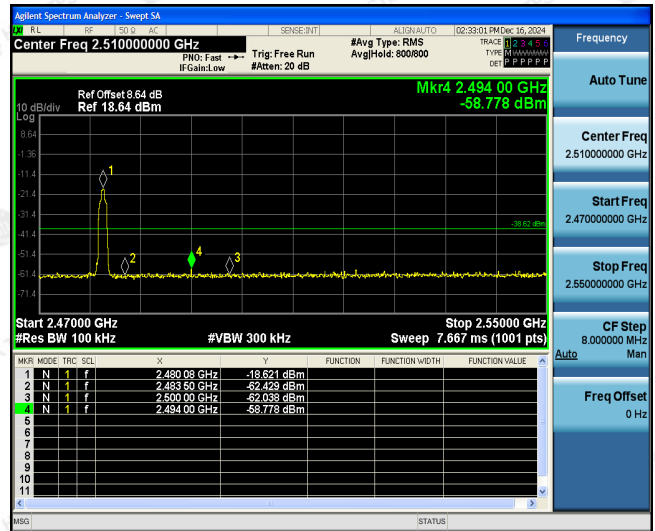 Agilent Spectrum Analyzer - Swept SA
LXI RL RF 50 Ω AC SENSE:INT ALIGN AUTO 02:33:01 PM Dec 16, 2024
Center Freq 2.510000000 GHz
PNO: Fast
IFGain:Low
Trig: Free Run
#Atten: 20 dB
#Avg Type: RMS
Avg|Hold: 800/800
TRACE 1 2 3 4 5 6
TYPE M W W W W W
DET P P P P P P
Frequency
Auto Tune
Center Freq
2.510000000 GHz
Start Freq
2.470000000 GHz
Stop Freq
2.550000000 GHz
CF Step
8.000000 MHz
Auto Man
Freq Offset
0 Hz
Mkr4 2.494 00 GHz
-58.778 dBm
Ref Offset 8.64 dB
10 dB/div Ref 18.64 dBm
Log
8.64
-1.36
-11.4
-21.4
-31.4
-41.4
-51.4
-61.4
-71.4
1
2
4
3
-38.62 dBm
Start 2.47000 GHz Stop 2.55000 GHz
#Res BW 100 kHz #VBW 300 kHz Sweep 7.667 ms (1001 pts)
MKR MODE TRC SCL X Y FUNCTION FUNCTION WIDTH FUNCTION VALUE
1 N 1 f 2.480 08 GHz -18.621 dBm
2 N 1 f 2.483 50 GHz -62.429 dBm
3 N 1 f 2.500 00 GHz -62.038 dBm
4 N 1 f 2.494 00 GHz -58.778 dBm
5
6
7
8
9
10
11
MSG STATUS